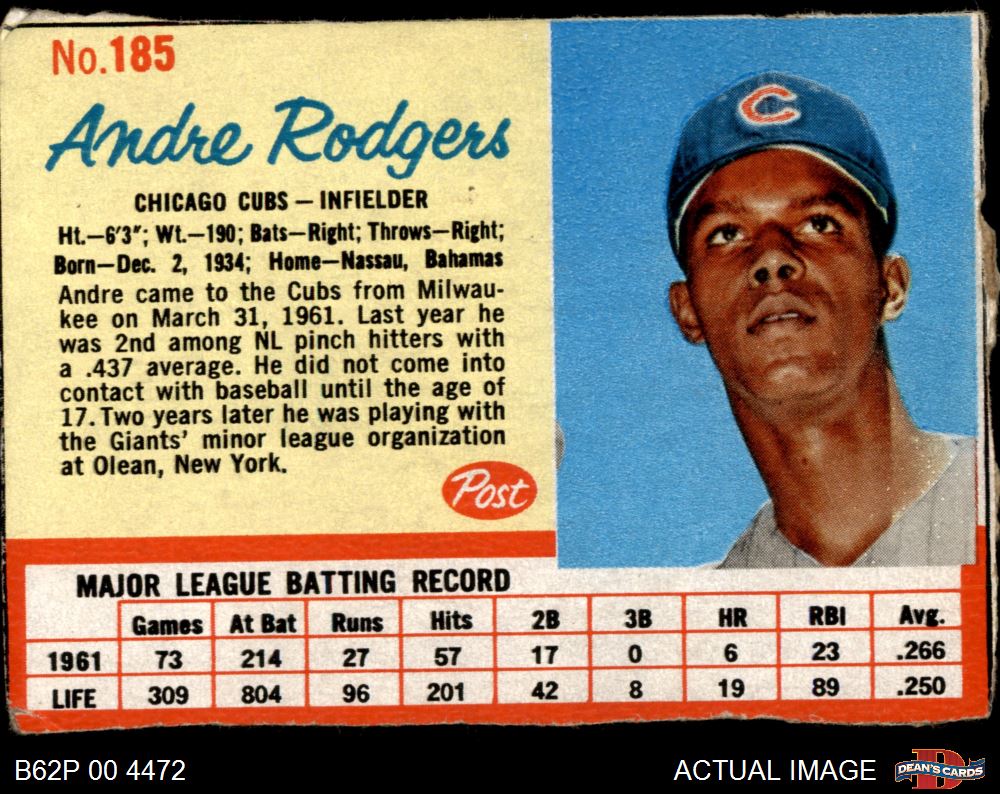 No.185
Andre Rodgers
CHICAGO CUBS – INFIELDER
Ht.–6'3"; Wt.–190; Bats–Right; Throws–Right;
Born–Dec. 2, 1934; Home–Nassau, Bahamas
Andre came to the Cubs from Milwau-
kee on March 31, 1961. Last year he
was 2nd among NL pinch hitters with
a .437 average. He did not come into
contact with baseball until the age of
17. Two years later he was playing with
the Giants' minor league organization
at Olean, New York.
Post
C
MAJOR LEAGUE BATTING RECORD
Games At Bat Runs Hits 2B 3B HR RBI Avg.
1961 73 214 27 57 17 0 6 23 .266
LIFE 309 804 96 201 42 8 19 89 .250
B62P 00 4472
ACTUAL IMAGE
D
DEAN'S CARDS